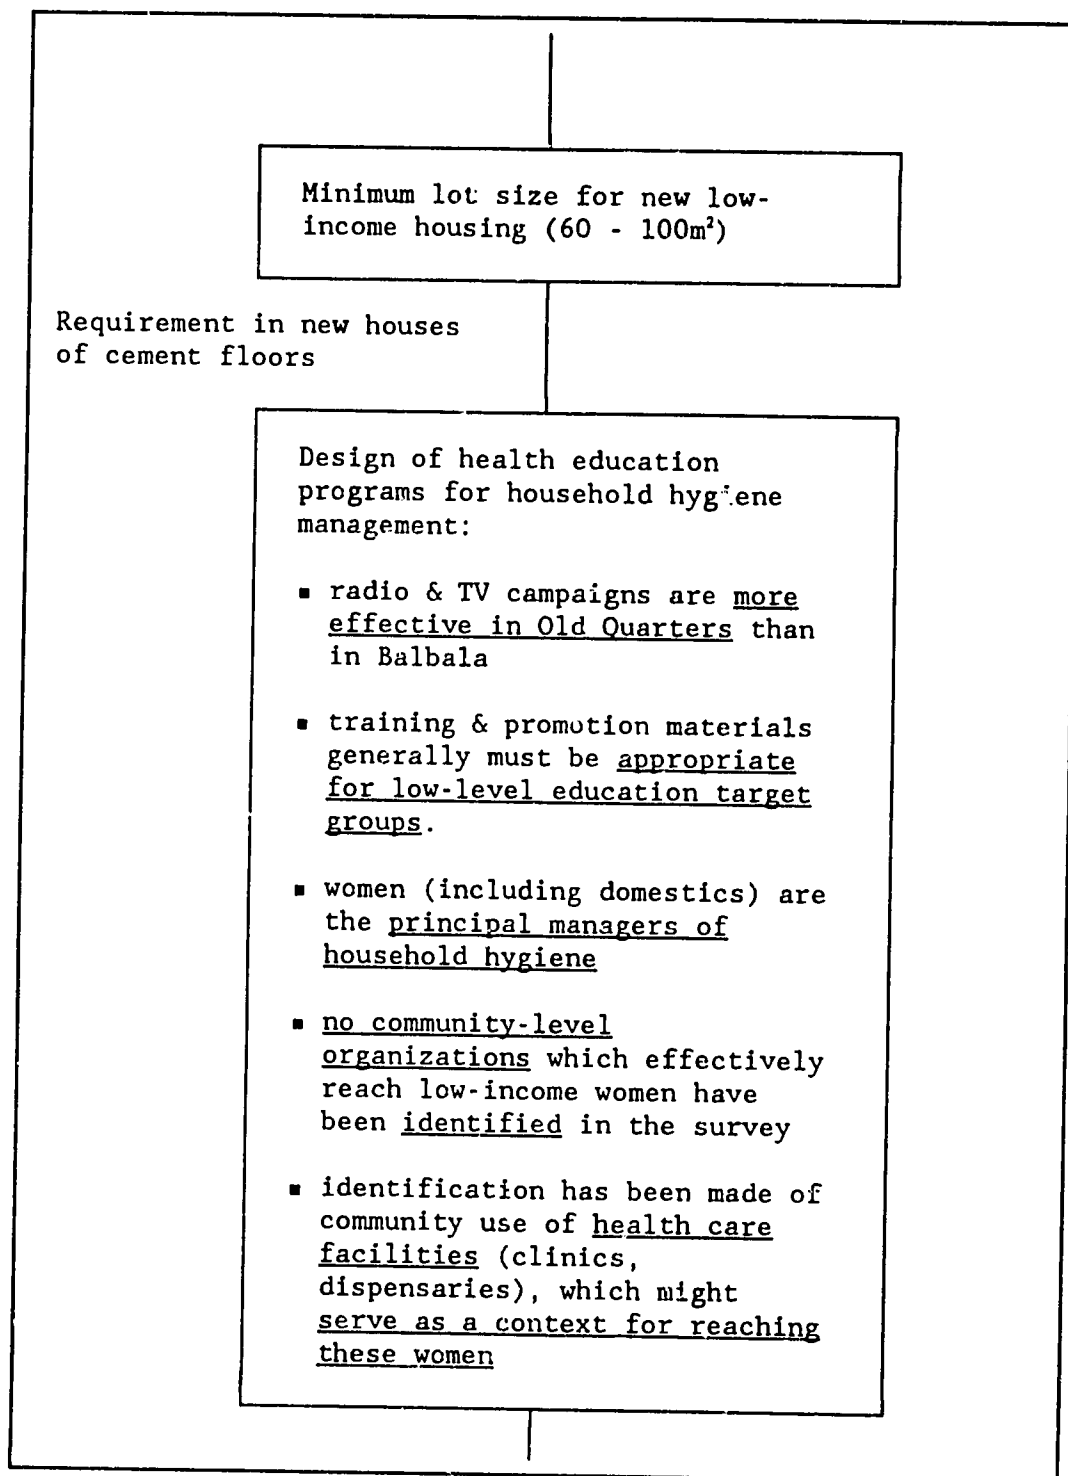 Minimum lot size for new low-
income housing (60 - 100m²)
Requirement in new houses
of cement floors
Design of health education
programs for household hygiene
management:
▪ radio & TV campaigns are more
effective in Old Quarters than
in Balbala
▪ training & promotion materials
generally must be appropriate
for low-level education target
groups.
▪ women (including domestics) are
the principal managers of
household hygiene
▪ no community-level
organizations which effectively
reach low-income women have
been identified in the survey
▪ identification has been made of
community use of health care
facilities (clinics,
dispensaries), which might
serve as a context for reaching
these women